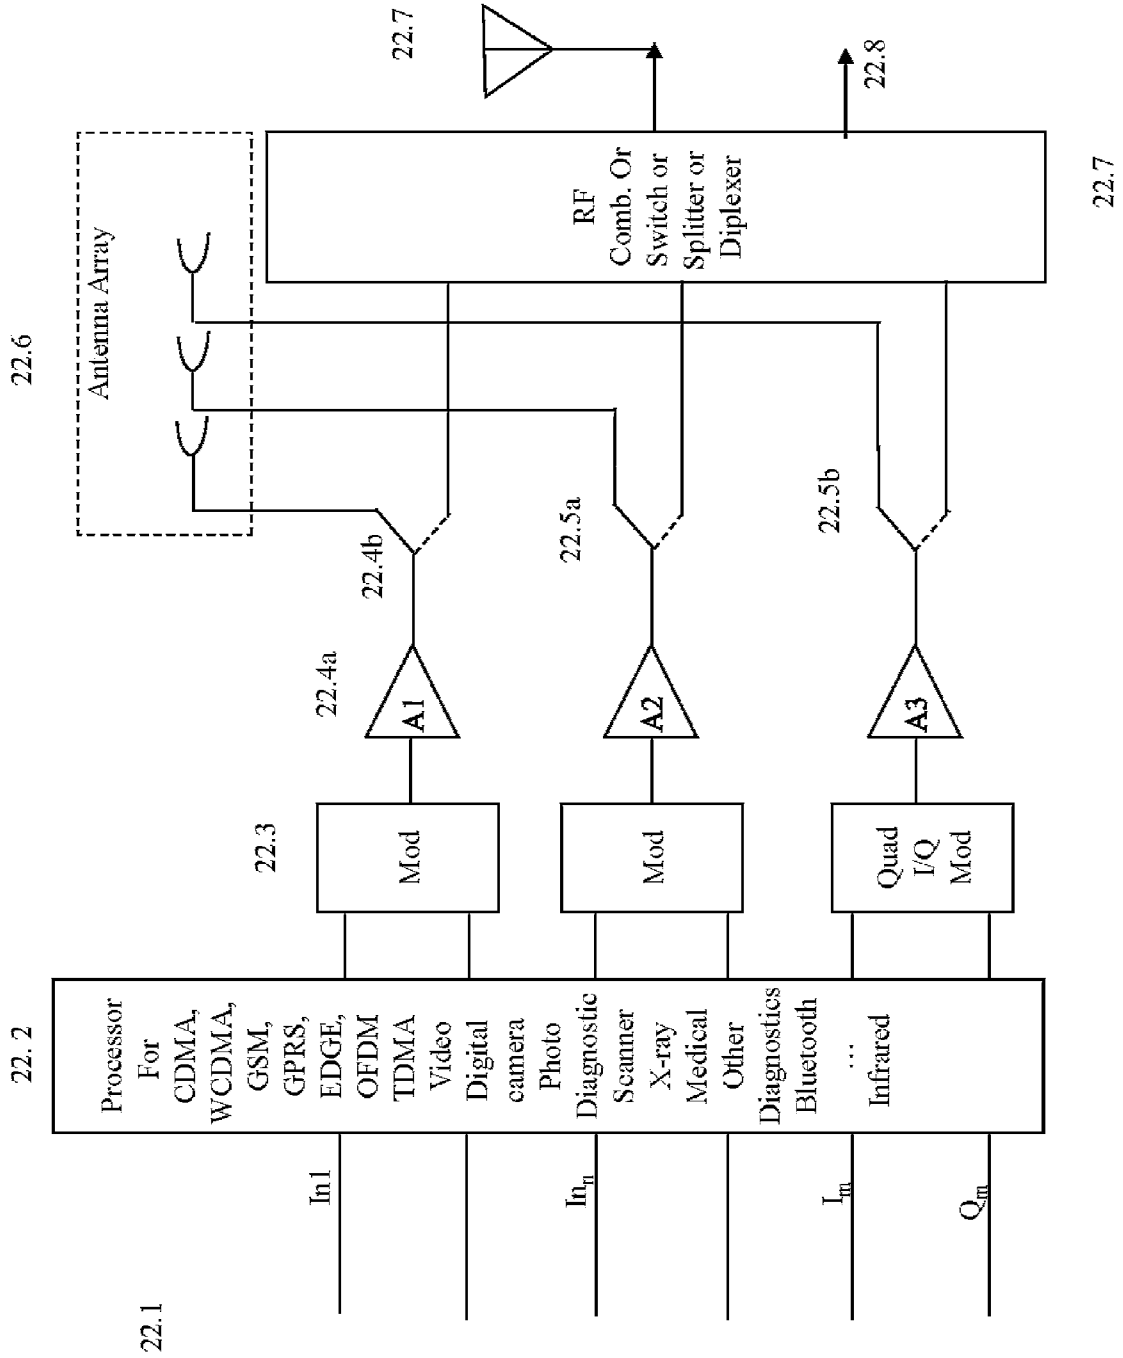 22.1
In1
Inn
Im
Qm
22. 2
Processor
For
CDMA,
WCDMA,
GSM,
GPRS,
EDGE,
OFDM
TDMA
Video
Digital
camera
Photo
Diagnostic
Scanner
X-ray
Medical
Other
Diagnostics
Bluetooth
...
Infrared
22.3
Mod
Mod
Quad
I/Q
Mod
22.4a
A1
A2
A3
22.4b
22.5a
22.5b
22.6
Antenna Array
RF
Comb. Or
Switch or
Splitter or
Diplexer
22.7
22.7
22.8